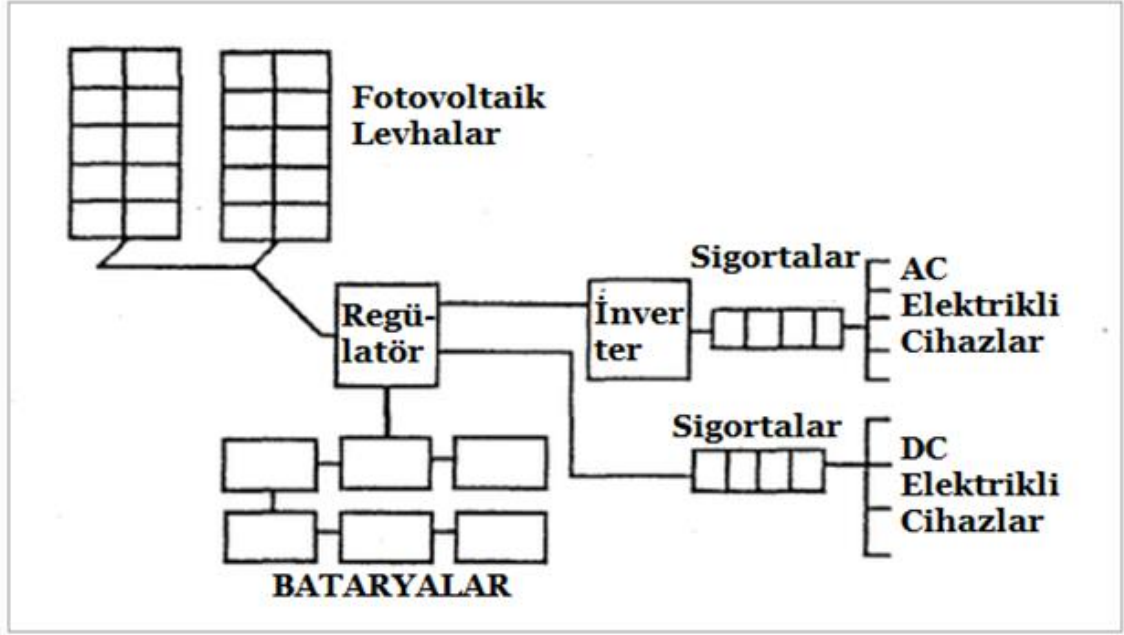 Fotovoltaik
Levhalar
Regü-
latör
İnver
ter
Sigortalar
AC
Elektrikli
Cihazlar
Sigortalar
DC
Elektrikli
Cihazlar
BATARYALAR